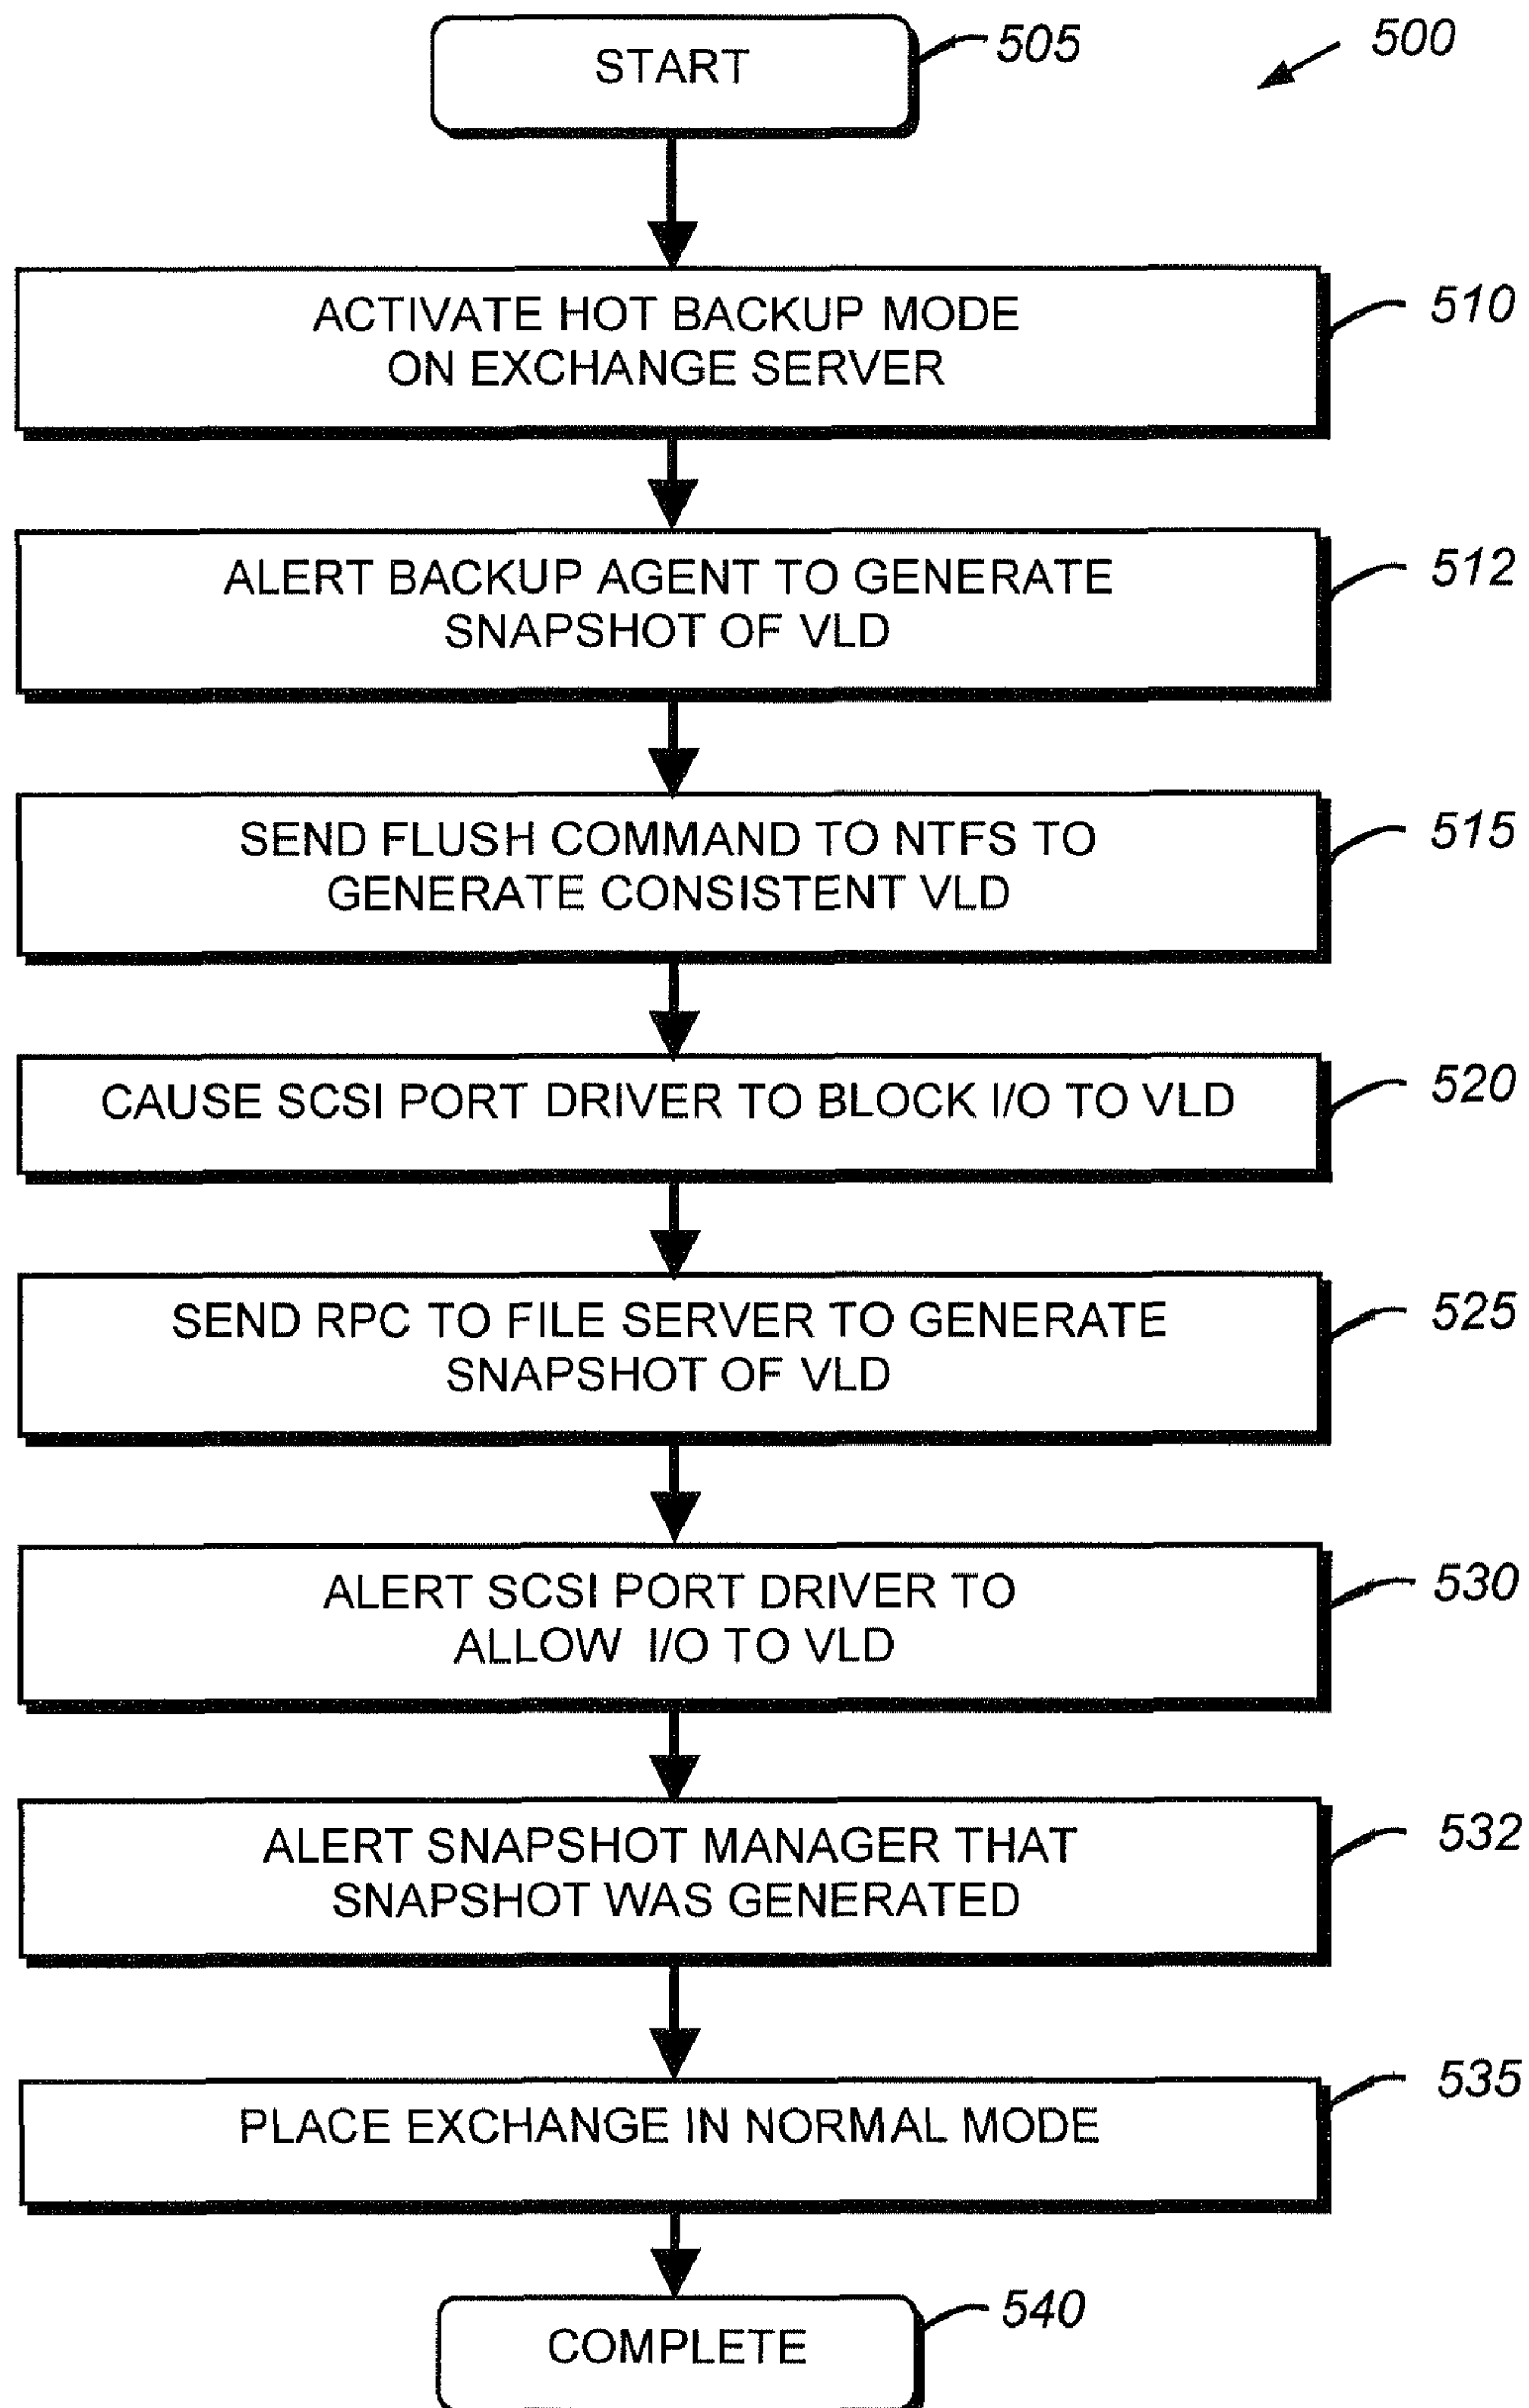 START
505
500
ACTIVATE HOT BACKUP MODE
ON EXCHANGE SERVER
510
ALERT BACKUP AGENT TO GENERATE
SNAPSHOT OF VLD
512
SEND FLUSH COMMAND TO NTFS TO
GENERATE CONSISTENT VLD
515
CAUSE SCSI PORT DRIVER TO BLOCK I/O TO VLD
520
SEND RPC TO FILE SERVER TO GENERATE
SNAPSHOT OF VLD
525
ALERT SCSI PORT DRIVER TO
ALLOW I/O TO VLD
530
ALERT SNAPSHOT MANAGER THAT
SNAPSHOT WAS GENERATED
532
PLACE EXCHANGE IN NORMAL MODE
535
COMPLETE
540